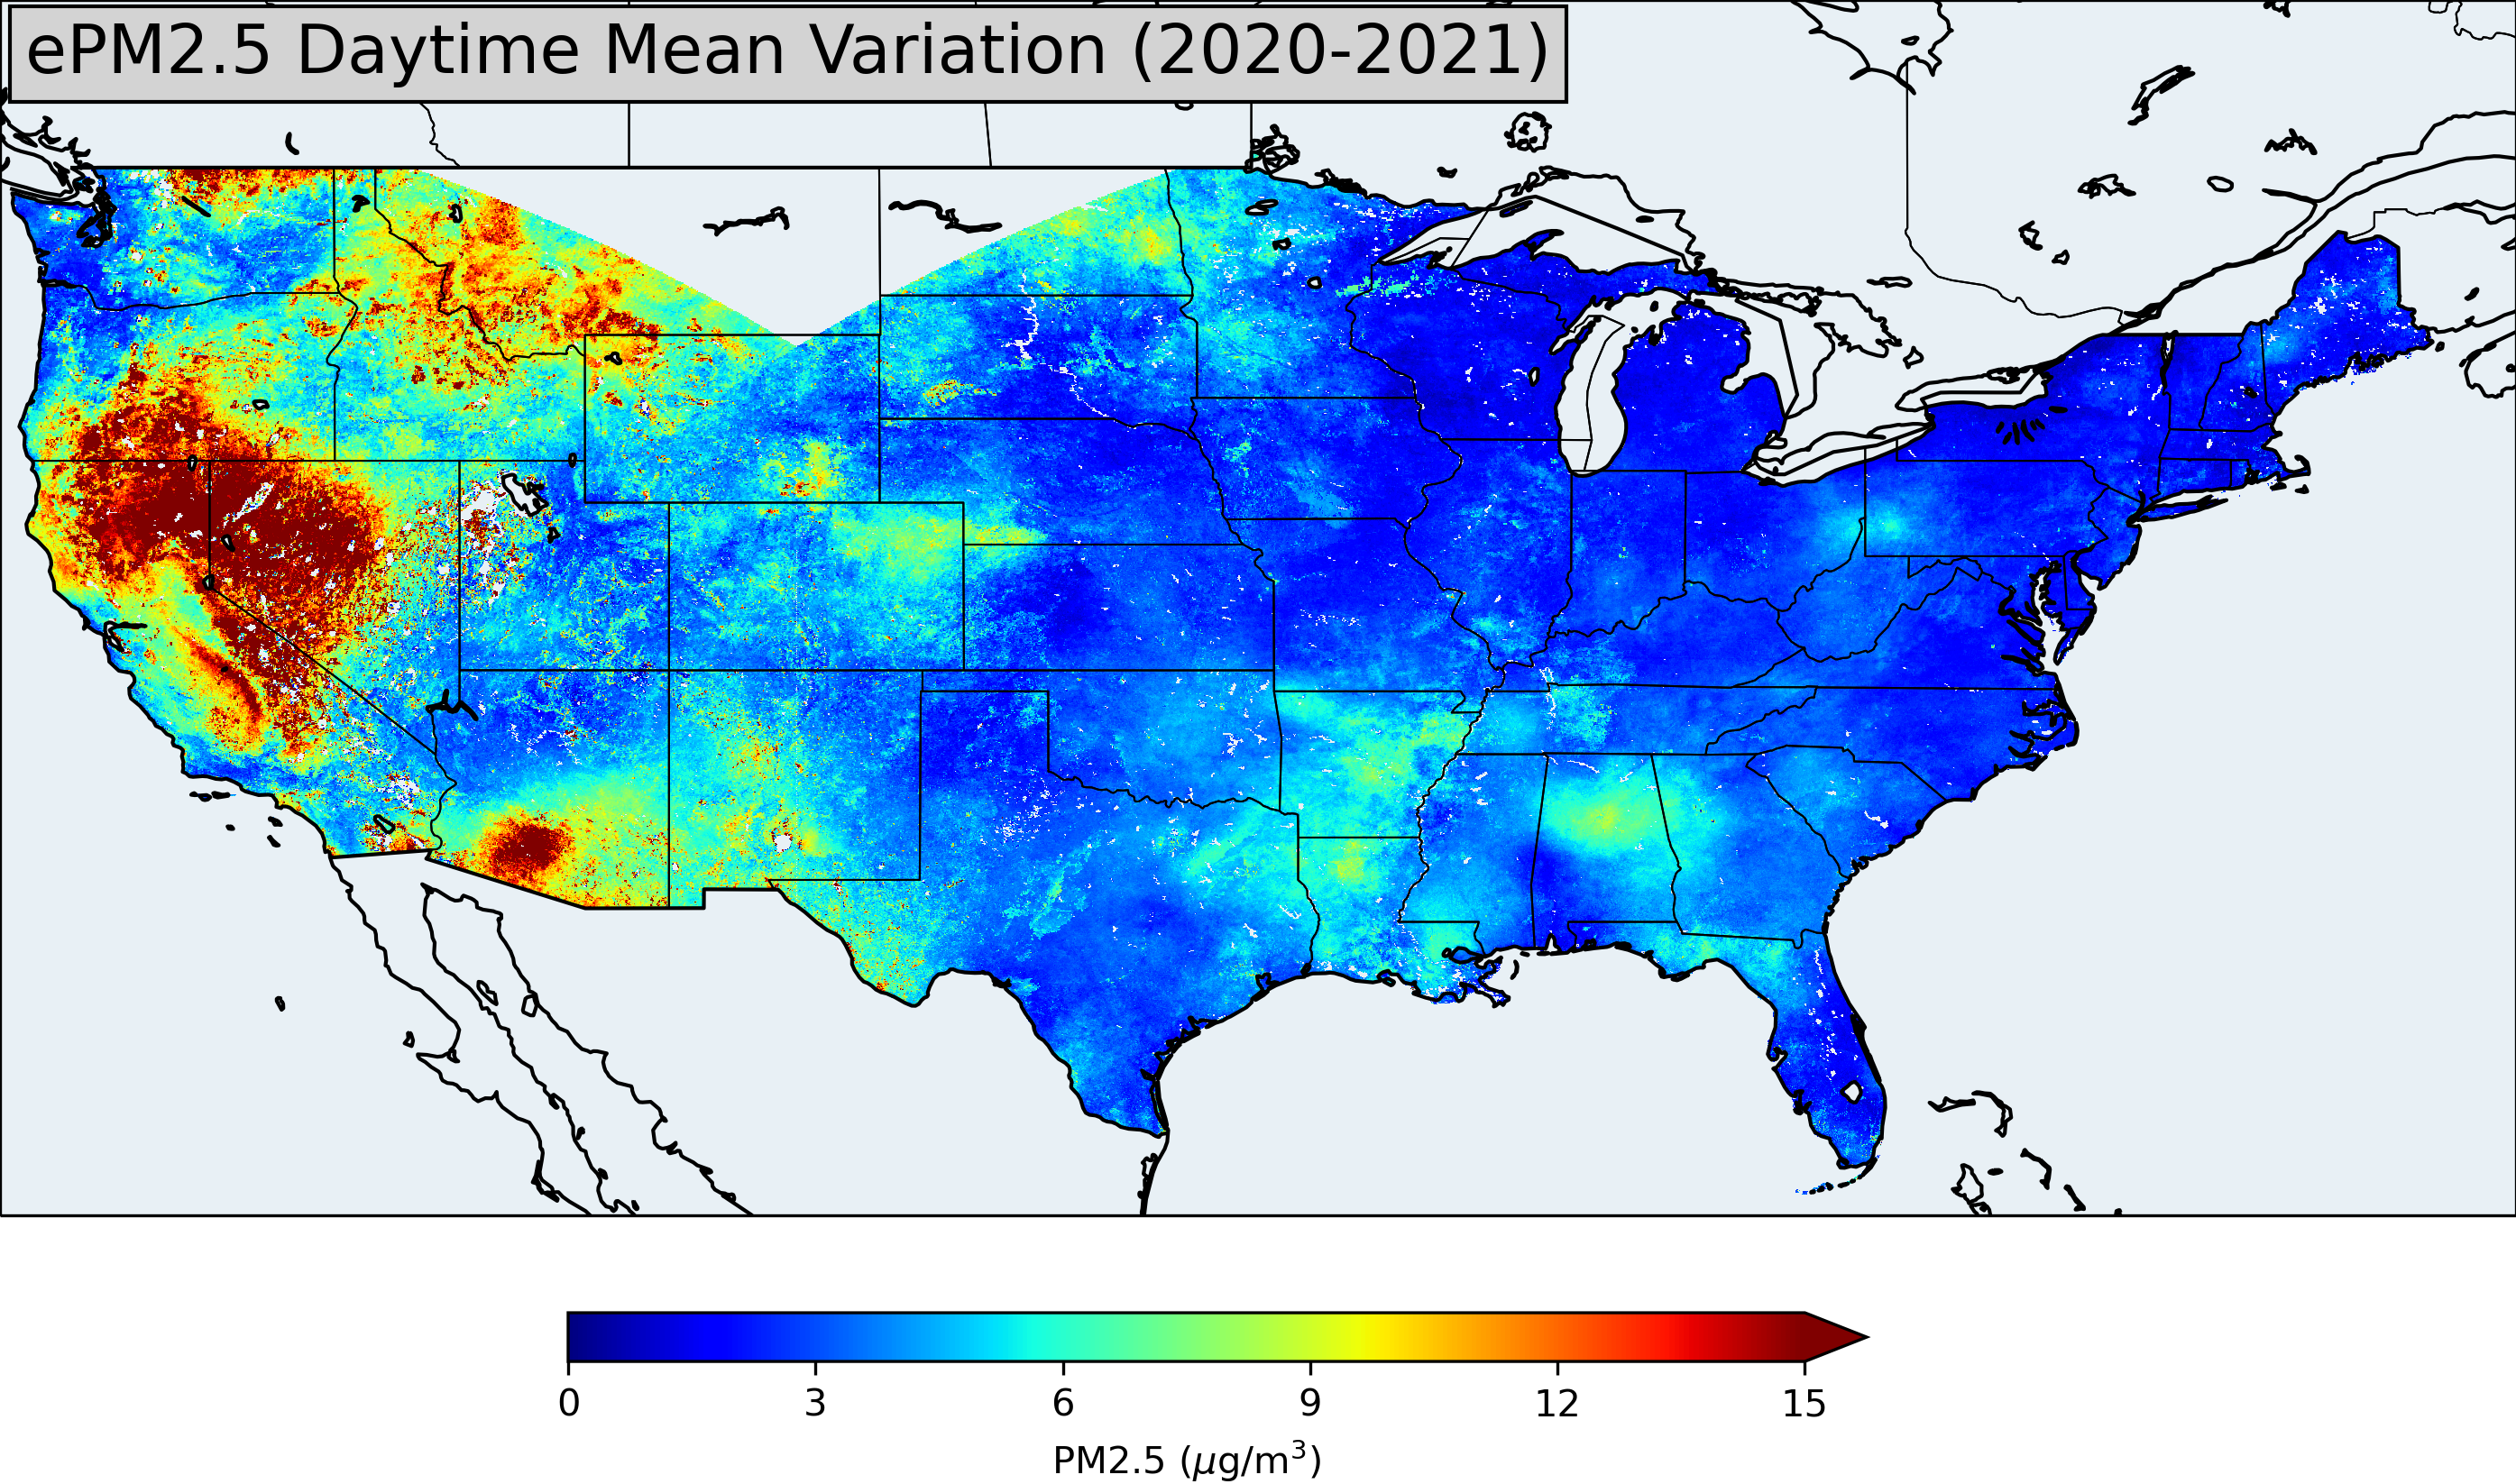 ePM2.5 Daytime Mean Variation (2020-2021)
0 3 6 9 12 15
PM2.5 (μg/m³)